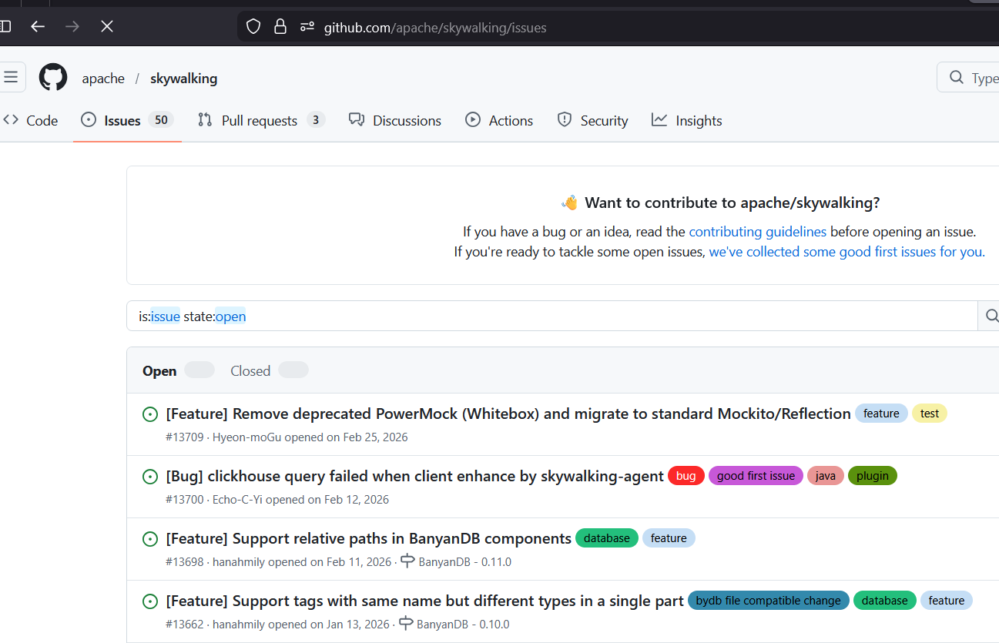 github.com/apache/skywalking/issues
apache / skywalking
Type
Code Issues 50 Pull requests 3 Discussions Actions Security Insights
👋 Want to contribute to apache/skywalking?
If you have a bug or an idea, read the contributing guidelines before opening an issue.
If you're ready to tackle some open issues, we've collected some good first issues for you.
is:issue state:open
Open Closed
[Feature] Remove deprecated PowerMock (Whitebox) and migrate to standard Mockito/Reflection feature test
#13709 · Hyeon-moGu opened on Feb 25, 2026
[Bug] clickhouse query failed when client enhance by skywalking-agent bug good first issue java plugin
#13700 · Echo-C-Yi opened on Feb 12, 2026
[Feature] Support relative paths in BanyanDB components database feature
#13698 · hanahmily opened on Feb 11, 2026 · BanyanDB - 0.11.0
[Feature] Support tags with same name but different types in a single part bydb file compatible change database feature
#13662 · hanahmily opened on Jan 13, 2026 · BanyanDB - 0.10.0